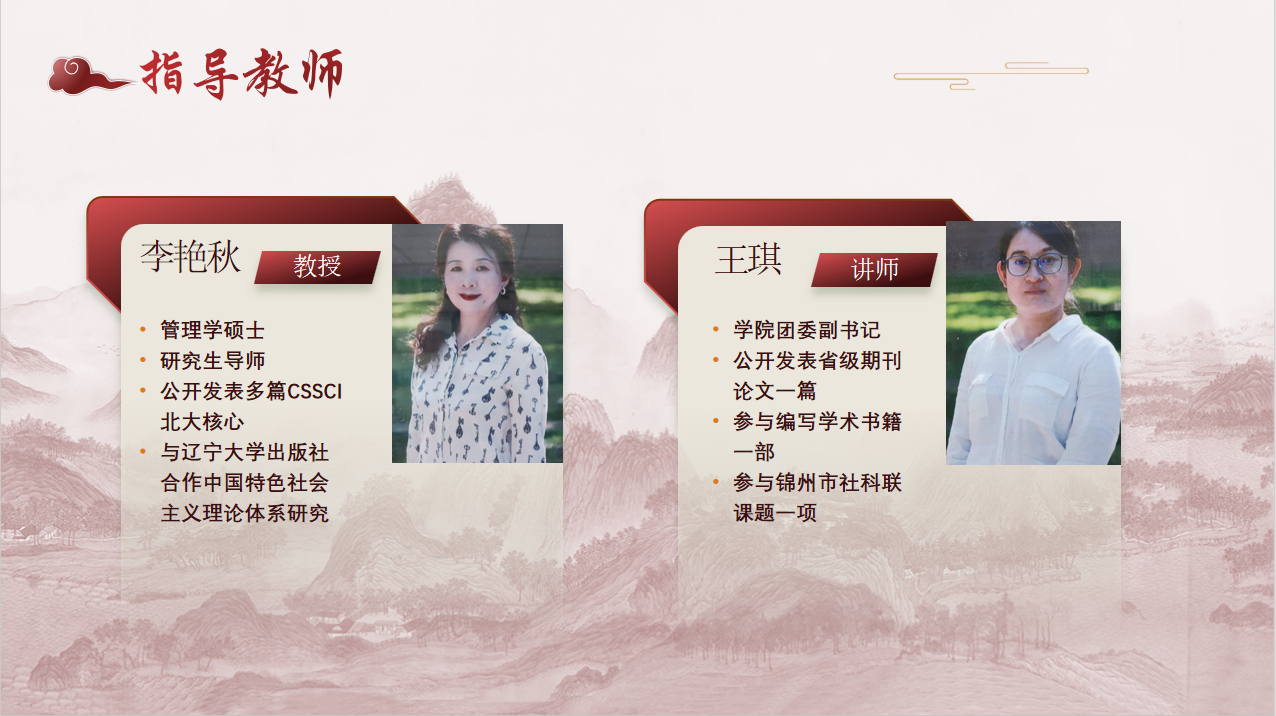 指导教师
李艳秋
教授
管理学硕士
研究生导师
公开发表多篇CSSCI
北大核心
与辽宁大学出版社
合作中国特色社会
主义理论体系研究
王琪
讲师
学院团委副书记
公开发表省级期刊
论文一篇
参与编写学术书籍
一部
参与锦州市社科联
课题一项